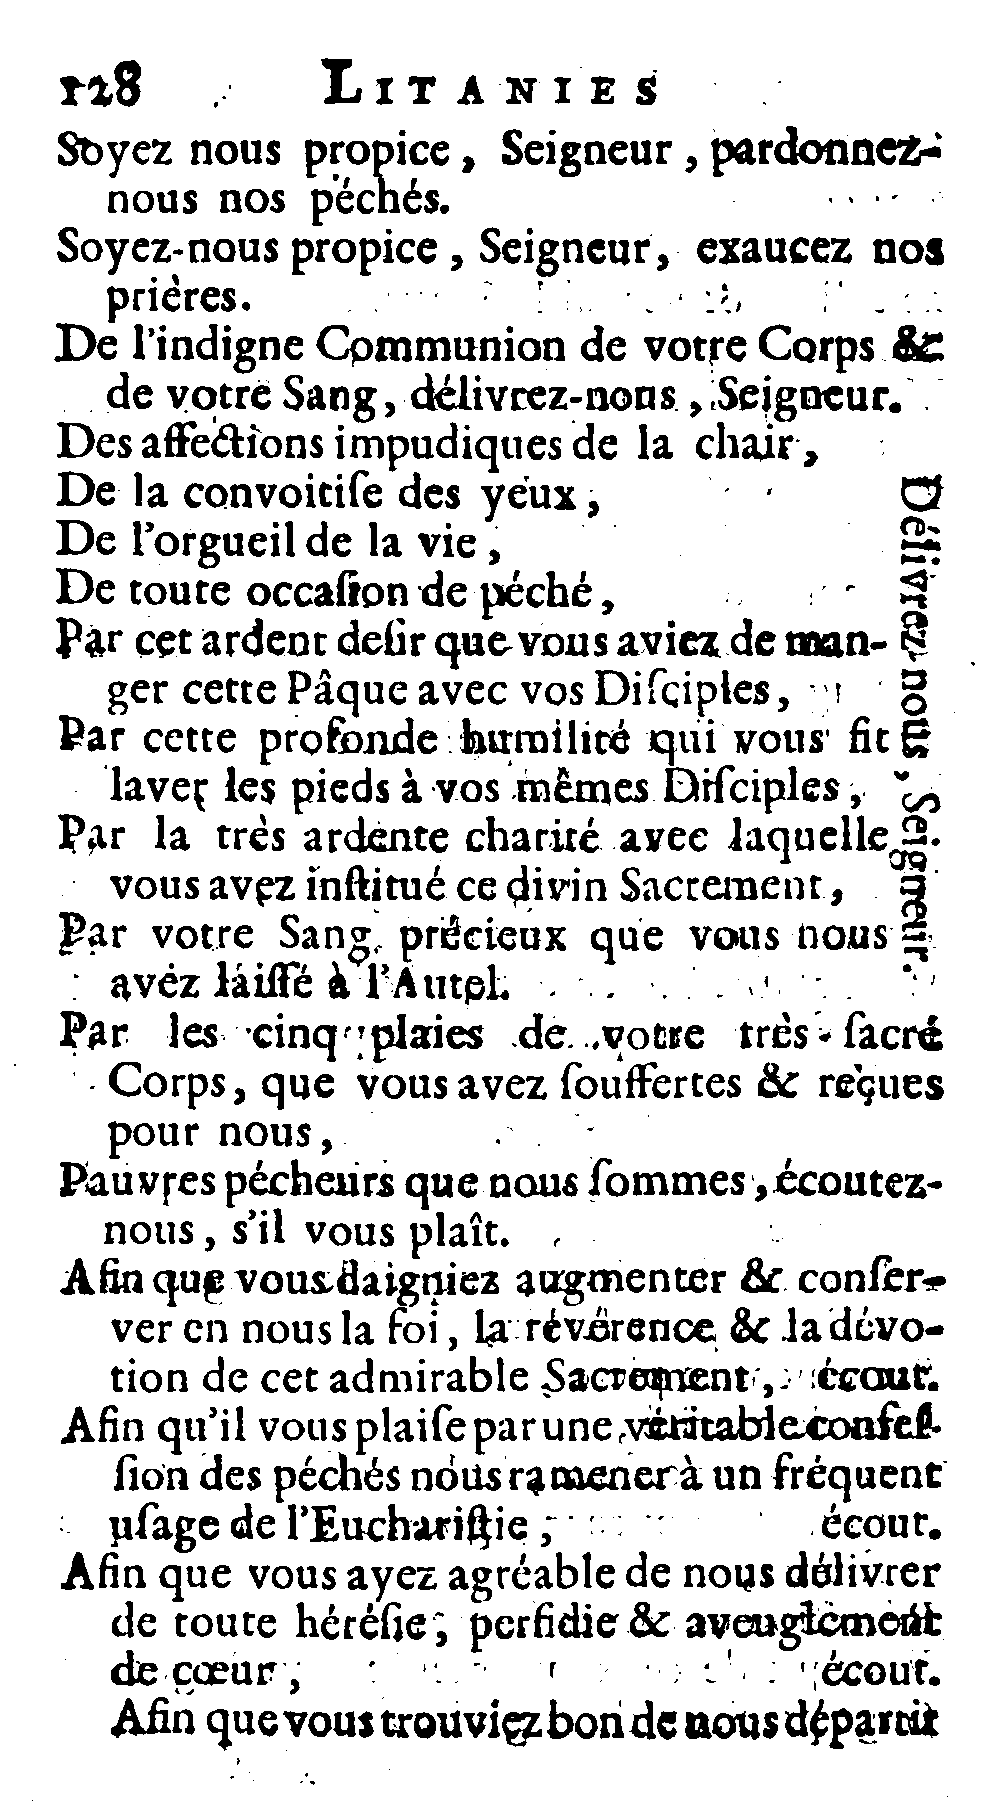 128 LITANIES
Soyez nous propice, Seigneur, pardonnez-
nous nos péchés.
Soyez-nous propice, Seigneur, exaucez nos
prières.
De l'indigne Communion de votre Corps &
de votre Sang, délivrez-nous, Seigneur.
Des affections impudiques de la chair,
De la convoitiſe des yeux,
De l'orgueil de la vie,
De toute occaſion de péché,
Par cet ardent deſir que vous aviez de man-
ger cette Pâque avec vos Diſciples,
Par cette profonde humilité qui vous fit
laver les pieds à vos mêmes Diſciples,
Par la très ardente charité avec laquelle
vous avez inſtitué ce divin Sacrement,
Par votre Sang précieux que vous nous
avez laiſſé à l'Autel.
Délivrez-nous, Seigneur.
Par les cinq plaies de votre très-ſacré
Corps, que vous avez ſouffertes & reçues
pour nous,
Pauvres pécheurs que nous ſommes, écoutez-
nous, s'il vous plaît.
Afin que vous daigniez augmenter & conſer-
ver en nous la foi, la révérence & la dévo-
tion de cet admirable Sacrement, écout.
Afin qu'il vous plaiſe par une véritable confeſ-
ſion des péchés nous ramener à un fréquent
uſage de l'Euchariſtie, écout.
Afin que vous ayez agréable de nous délivrer
de toute héréſie, perfidie & aveuglement
de cœur, écout.
Afin que vous trouviez bon de nous départir